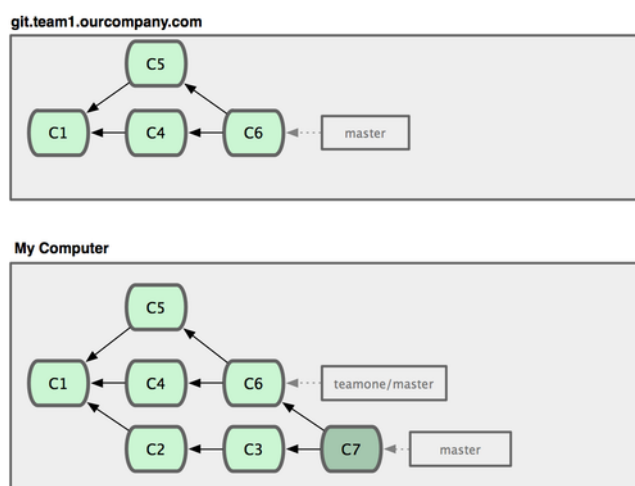 git.team1.ourcompany.com
C5
C1 C4 C6 master
My Computer
C5
C1 C4 C6 teamone/master
C2 C3 C7 master